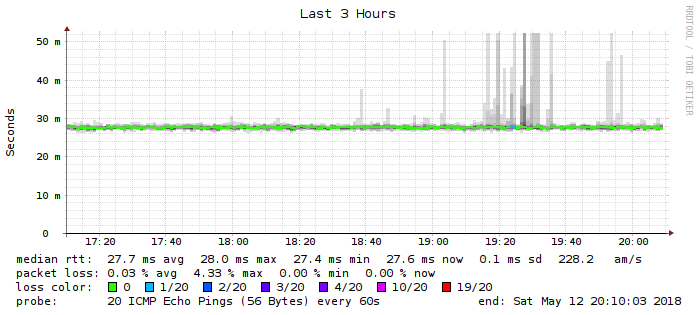 Last 3 Hours
RRDTOOL / TOBI OETIKER
Seconds
50 m
40 m
30 m
20 m
10 m
0
17:20 17:40 18:00 18:20 18:40 19:00 19:20 19:40 20:00
median rtt: 27.7 ms avg 28.0 ms max 27.4 ms min 27.6 ms now 0.1 ms sd 228.2 am/s
packet loss: 0.03 % avg 4.33 % max 0.00 % min 0.00 % now
loss color: 0 1/20 2/20 3/20 4/20 10/20 19/20
probe: 20 ICMP Echo Pings (56 Bytes) every 60s end: Sat May 12 20:10:03 2018